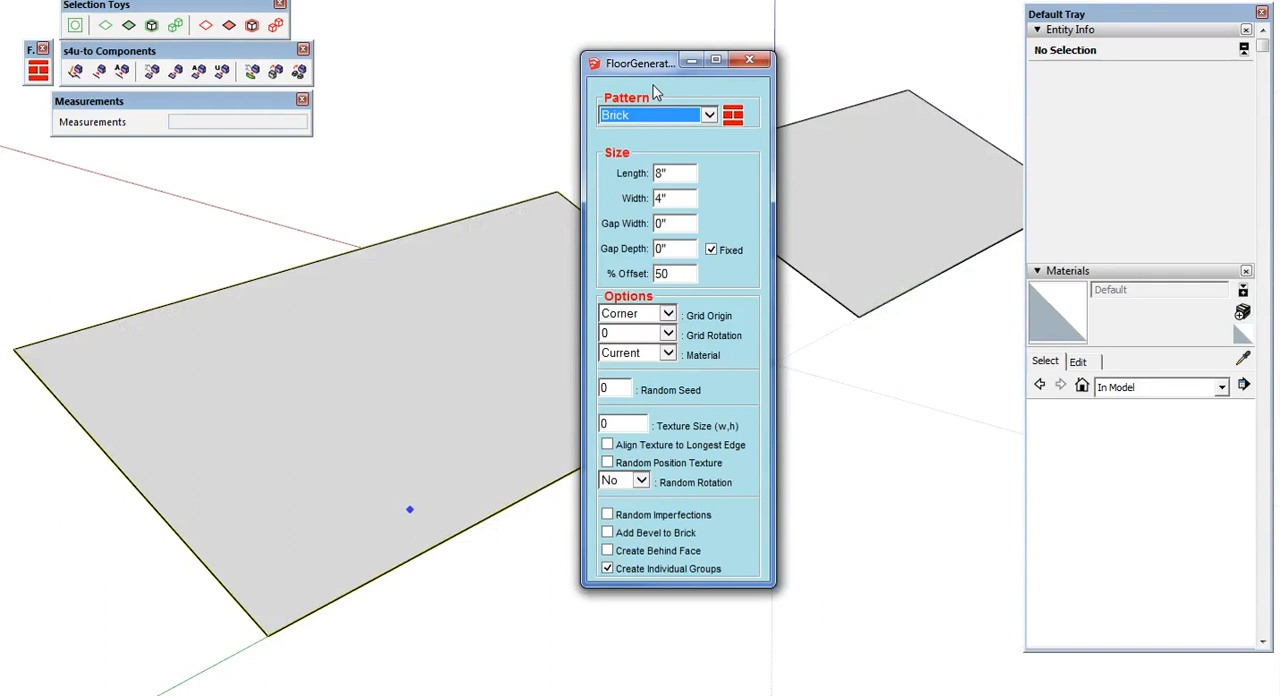 Selection Toys
F.
s4u-to Components
Measurements
Measurements
FloorGenerat...
Pattern
Brick
Size
Length: 8"
Width: 4"
Gap Width: 0"
Gap Depth: 0" Fixed
% Offset: 50
Options
Corner : Grid Origin
0 : Grid Rotation
Current : Material
0 : Random Seed
0 : Texture Size (w,h)
Align Texture to Longest Edge
Random Position Texture
No : Random Rotation
Random Imperfections
Add Bevel to Brick
Create Behind Face
Create Individual Groups
Default Tray
Entity Info
No Selection
Materials
Default
Select Edit
In Model